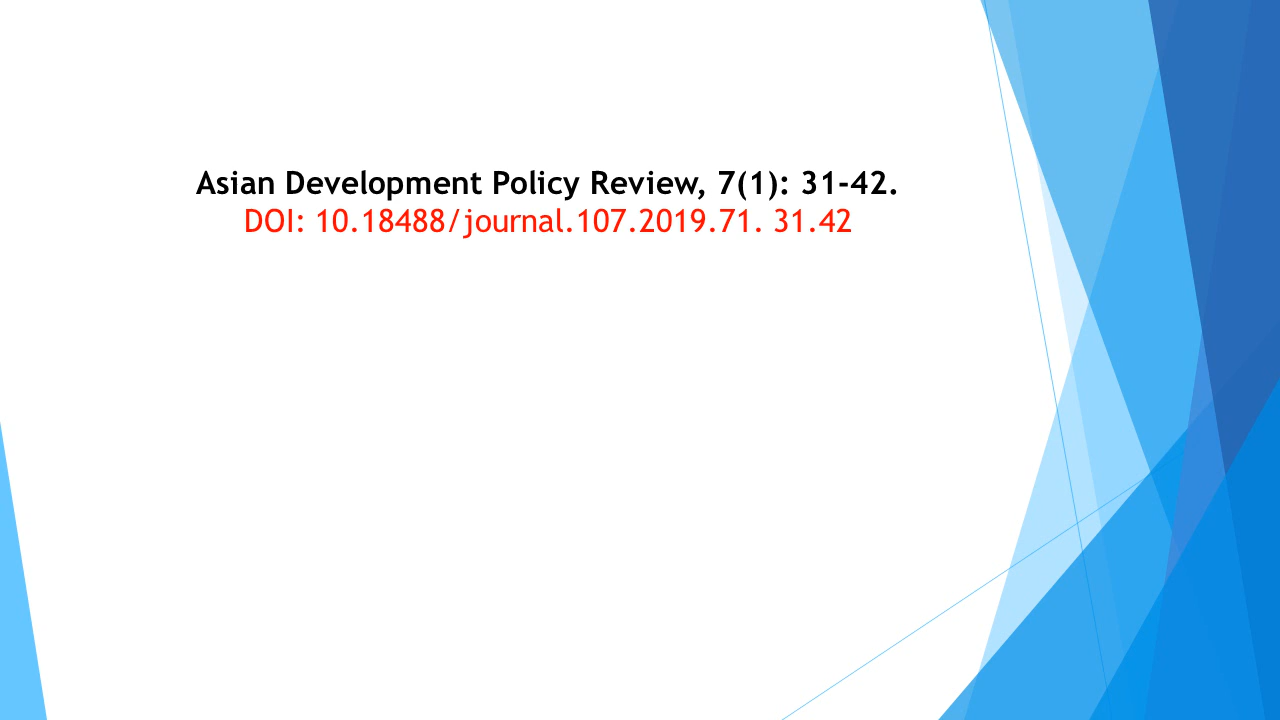 Asian Development Policy Review, 7(1): 31-42.
DOI: 10.18488/journal.107.2019.71. 31.42